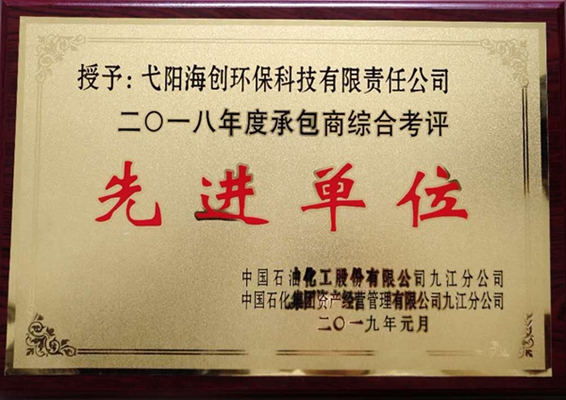 授予：弋阳海创环保科技有限责任公司
二〇一八年度承包商综合考评
先进单位
中国石油化工股份有限公司九江分公司
中国石化集团资产经营管理有限公司九江分公司
二〇一九年元月